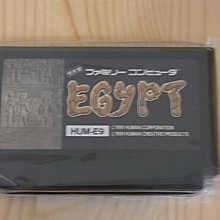 ファミリー コンピュータ
EGYPT
HUM-E9
©1991 HUMAN CORPORATION
©1991 HUMAN CREATIVE PRODUCTS